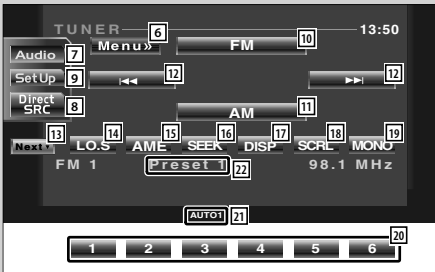 TUNER 6 13:50
Menu» FM 10
Audio 7
SetUp 9 |◀◀ 12 ▶▶| 12
Direct SRC 8
AM 11
13 14 15 16 17 18 19
Next▼ LO.S AME SEEK DISP SCRL MONO
FM 1 Preset 1 22 98.1 MHz
AUTO1 21
20
1 2 3 4 5 6